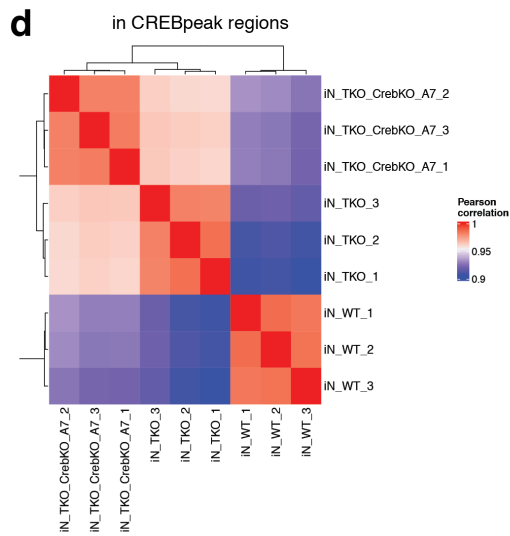 d
in CREBpeak regions
iN_TKO_CrebKO_A7_2
iN_TKO_CrebKO_A7_3
iN_TKO_CrebKO_A7_1
iN_TKO_3
iN_TKO_2
iN_TKO_1
iN_WT_1
iN_WT_2
iN_WT_3
Pearson
correlation
1
0.95
0.9
iN_TKO_CrebKO_A7_2
iN_TKO_CrebKO_A7_3
iN_TKO_CrebKO_A7_1
iN_TKO_3
iN_TKO_2
iN_TKO_1
iN_WT_1
iN_WT_2
iN_WT_3